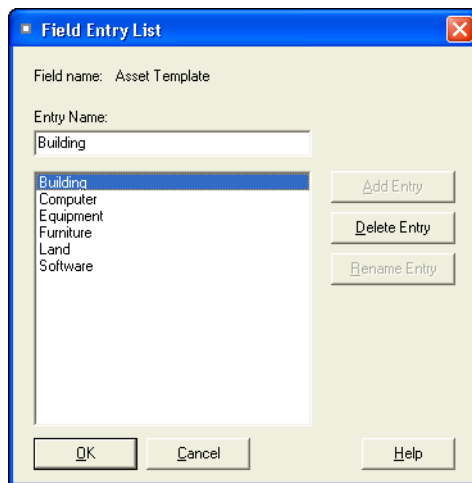 Field Entry List
Field name: Asset Template
Entry Name:
Building
Building
Computer
Equipment
Furniture
Land
Software
Add Entry
Delete Entry
Rename Entry
OK
Cancel
Help